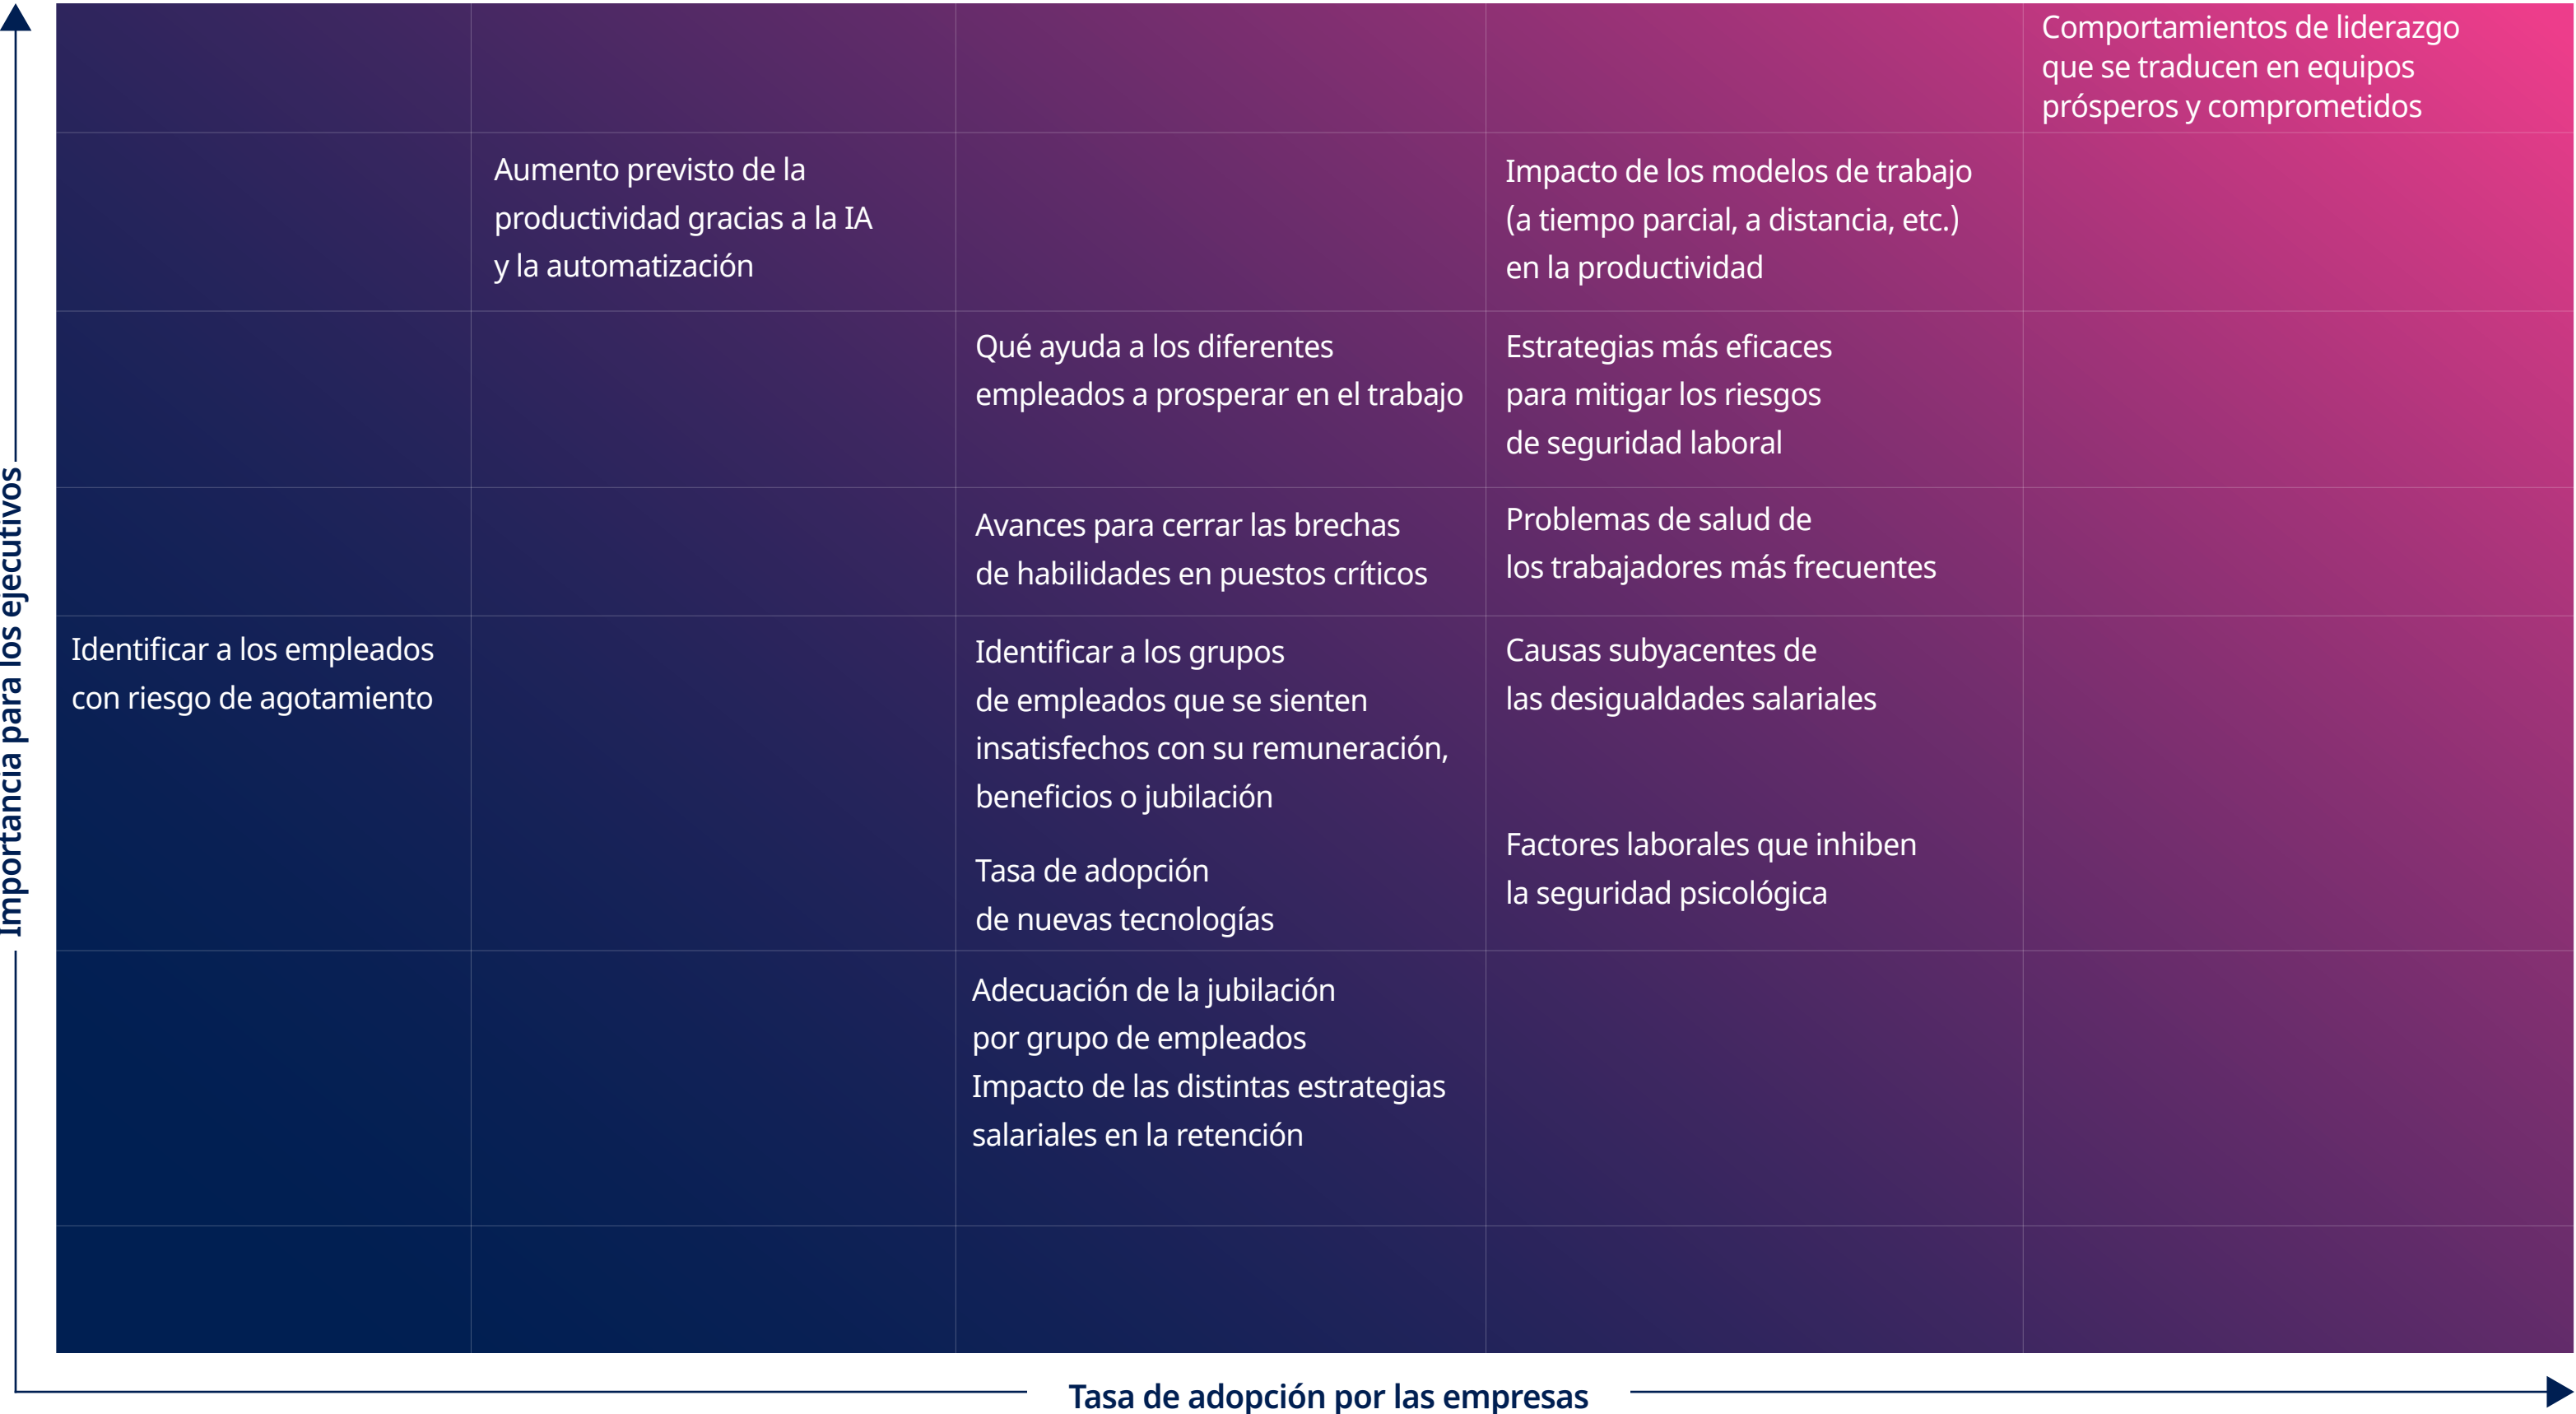 Comportamientos de liderazgo
que se traducen en equipos
prósperos y comprometidos
Aumento previsto de la
productividad gracias a la IA
y la automatización
Impacto de los modelos de trabajo
(a tiempo parcial, a distancia, etc.)
en la productividad
Qué ayuda a los diferentes
empleados a prosperar en el trabajo
Estrategias más eficaces
para mitigar los riesgos
de seguridad laboral
Avances para cerrar las brechas
de habilidades en puestos críticos
Problemas de salud de
los trabajadores más frecuentes
Identificar a los empleados
con riesgo de agotamiento
Identificar a los grupos
de empleados que se sienten
insatisfechos con su remuneración,
beneficios o jubilación
Tasa de adopción
de nuevas tecnologías
Causas subyacentes de
las desigualdades salariales
Factores laborales que inhiben
la seguridad psicológica
Adecuación de la jubilación
por grupo de empleados
Impacto de las distintas estrategias
salariales en la retención
Importancia para los ejecutivos
Tasa de adopción por las empresas